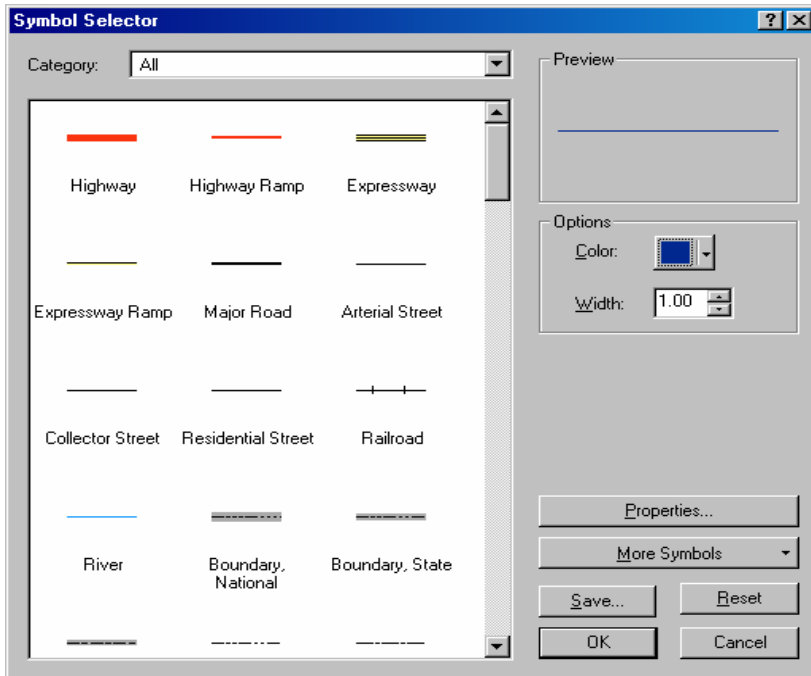 Symbol Selector
Category: All
Highway Highway Ramp Expressway
Expressway Ramp Major Road Arterial Street
Collector Street Residential Street Railroad
River Boundary, National Boundary, State
Preview
Options
Color:
Width: 1.00
Properties...
More Symbols
Save... Reset
OK Cancel